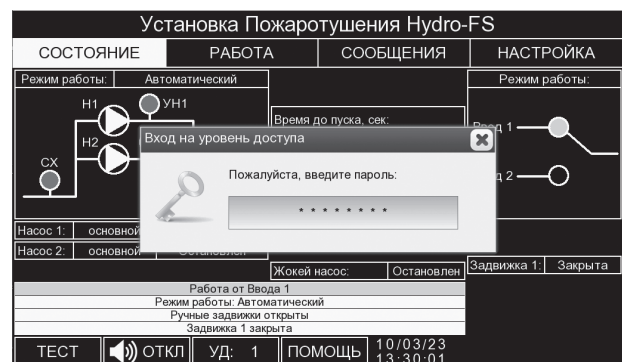 Установка Пожаротушения Hydro-FS
СОСТОЯНИЕ РАБОТА СООБЩЕНИЯ НАСТРОЙКА
Режим работы: Автоматический
Режим работы:
Н1
УН1
Время до пуска, сек:
Н2
СХ
Вход на уровень доступа
Пожалуйста, введите пароль:
* * * * * * * *
1
2
Насос 1: основной
Насос 2: основной
Жокей насос: Остановлен
Задвижка 1: Закрыта
Работа от Ввода 1
Режим работы: Автоматический
Ручные задвижки открыты
Задвижка 1 закрыта
ТЕСТ ОТКЛ УД: 1 ПОМОЩЬ
10/03/23
13:30:01